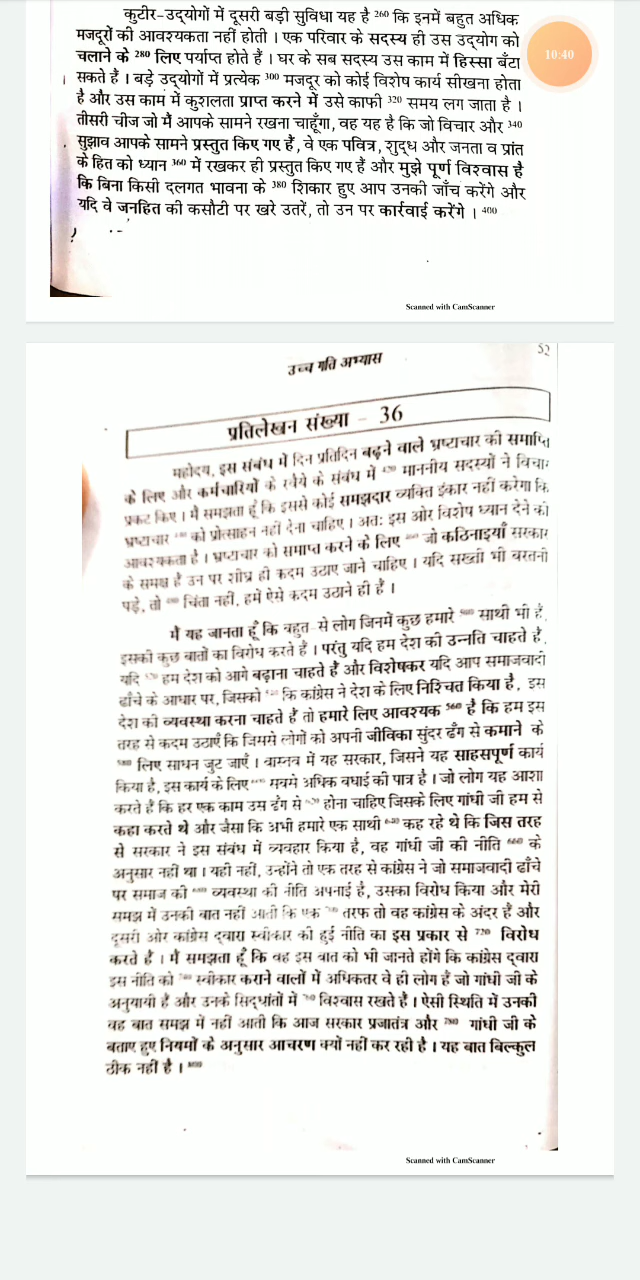 कुटीर-उद्‌योगों में दूसरी बड़ी सुविधा यह है 260 कि इनमें बहुत अधिक
मजदूरों की आवश्यकता नहीं होती । एक परिवार के सदस्य ही उस उद्‌योग को
चलाने के 280 लिए पर्याप्त होते हैं । घर के सब सदस्य उस काम में हिस्सा बँटा
सकते हैं । बड़े उद्‌योगों में प्रत्येक 300 मजदूर को कोई विशेष कार्य सीखना होता
है और उस काम में कुशलता प्राप्त करने में उसे काफी 320 समय लग जाता है ।
तीसरी चीज जो मैं आपके सामने रखना चाहूँगा, वह यह है कि जो विचार और 340
सुझाव आपके सामने प्रस्तुत किए गए हैं, वे एक पवित्र, शुद्ध और जनता व प्रांत
के हित को ध्यान 360 में रखकर ही प्रस्तुत किए गए हैं और मुझे पूर्ण विश्वास है
कि बिना किसी दलगत भावना के 380 शिकार हुए आप उनकी जाँच करेंगे और
यदि वे जनहित की कसौटी पर खरे उतरें, तो उन पर कार्रवाई करेंगे । 400
10:40
Scanned with CamScanner
52
उच्च गति अभ्यास
प्रतिलेखन संख्या - 36
महोदय, इस संबंध में दिन प्रतिदिन बढ़ने वाले भ्रष्टाचार की समाप्ति
के लिए और कर्मचारियों के रवैये के संबंध में 420 माननीय सदस्यों ने विचार
प्रकट किए । मैं समझता हूँ कि इससे कोई समझदार व्यक्ति इंकार नहीं करेगा कि
भ्रष्टाचार को प्रोत्साहन नहीं देना चाहिए । अतः इस ओर विशेष ध्यान देने की
आवश्यकता है । भ्रष्टाचार को समाप्त करने के लिए जो कठिनाइयाँ सरकार
के समक्ष हैं उन पर शीघ्र ही कदम उठाए जाने चाहिए । यदि सख्ती भी बरतनी
पड़े, तो चिंता नहीं, हमें ऐसे कदम उठाने ही हैं ।
मैं यह जानता हूँ कि बहुत-से लोग जिनमें कुछ हमारे 500 साथी भी हैं,
इसकी कुछ बातों का विरोध करते हैं । परंतु यदि हम देश की उन्नति चाहते हैं,
यदि हम देश को आगे बढ़ाना चाहते हैं और विशेषकर यदि आप समाजवादी
ढाँचे के आधार पर, जिसको कि कांग्रेस ने देश के लिए निश्चित किया है, इस
देश की व्यवस्था करना चाहते हैं तो हमारे लिए आवश्यक 560 है कि हम इस
तरह से कदम उठाएँ कि जिससे लोगों को अपनी जीविका सुंदर ढँग से कमाने के
580 लिए साधन जुट जाएँ । वास्तव में यह सरकार, जिसने यह साहसपूर्ण कार्य
किया है, इस कार्य के लिए सबसे अधिक बधाई की पात्र है । जो लोग यह आशा
करते हैं कि हर एक काम उस ढँग से होना चाहिए जिसके लिए गांधी जी हम से
कहा करते थे और जैसा कि अभी हमारे एक साथी कह रहे थे कि जिस तरह
से सरकार ने इस संबंध में व्यवहार किया है, वह गांधी जी की नीति 660 के
अनुसार नहीं था । यही नहीं, उन्होंने तो एक तरह से कांग्रेस ने जो समाजवादी ढाँचे
पर समाज की व्यवस्था की नीति अपनाई है, उसका विरोध किया और मेरी
समझ में उनकी बात नहीं आती कि एक तरफ तो वह कांग्रेस के अंदर हैं और
दूसरी ओर कांग्रेस द्‌वारा स्वीकार की हुई नीति का इस प्रकार से 720 विरोध
करते हैं । मैं समझता हूँ कि वह इस बात को भी जानते होंगे कि कांग्रेस द्‌वारा
इस नीति को स्वीकार कराने वालों में अधिकतर वे ही लोग हैं जो गांधी जी के
अनुयायी हैं और उनके सिद्‌धांतों में विश्वास रखते हैं । ऐसी स्थिति में उनकी
वह बात समझ में नहीं आती कि आज सरकार प्रजातंत्र और 780 गांधी जी के
बताए हुए नियमों के अनुसार आचरण क्यों नहीं कर रही है । यह बात बिल्कुल
ठीक नहीं है । 800
Scanned with CamScanner